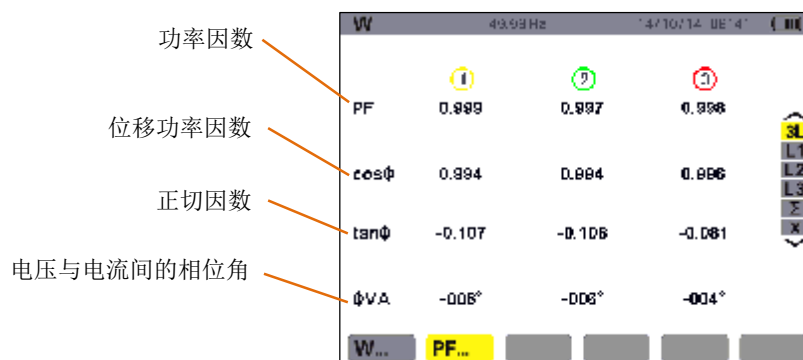 W 49.99Hz 14/10/14 08:41
功率因数
1 2 3
PF 0.999 0.997 0.998
3L
L1
位移功率因数
cosΦ 0.994 0.994 0.996
L2
L3
正切因数
Σ
tanΦ -0.107 -0.106 -0.081
电压与电流间的相位角
ΦVA -006° -006° -004°
W... PF...